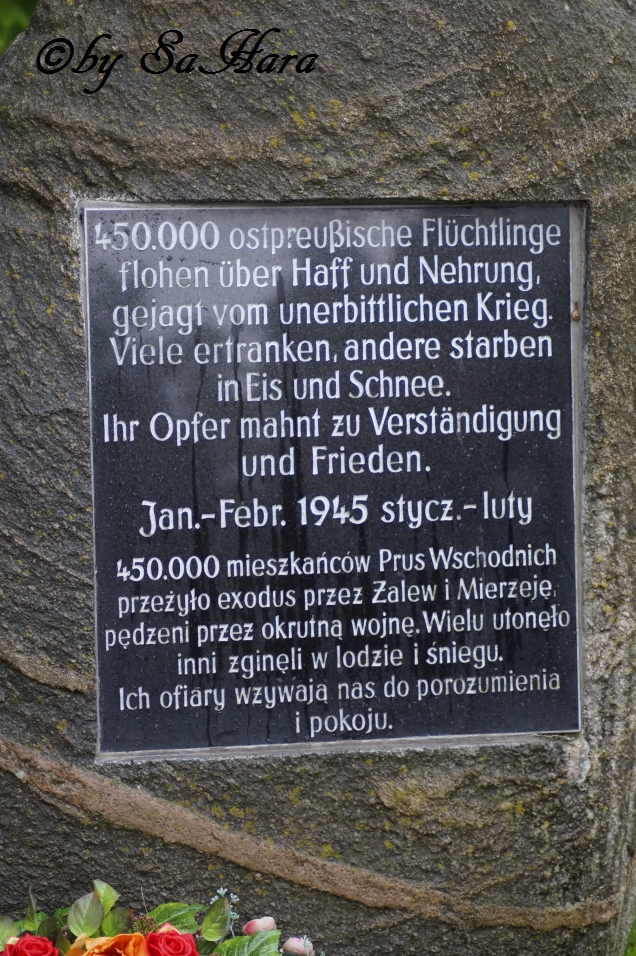 ©by SaHara
450.000 ostpreußische Flüchtlinge
flohen über Haff und Nehrung,
gejagt vom unerbittlichen Krieg.
Viele ertranken, andere starben
in Eis und Schnee.
Ihr Opfer mahnt zu Verständigung
und Frieden.
Jan.-Febr. 1945 stycz.-luty
450.000 mieszkańców Prus Wschodnich
przeżyło exodus przez Zalew i Mierzeję,
pędzeni przez okrutną wojnę. Wielu utonęło
inni zginęli w lodzie i śniegu.
Ich ofiary wzywają nas do porozumienia
i pokoju.